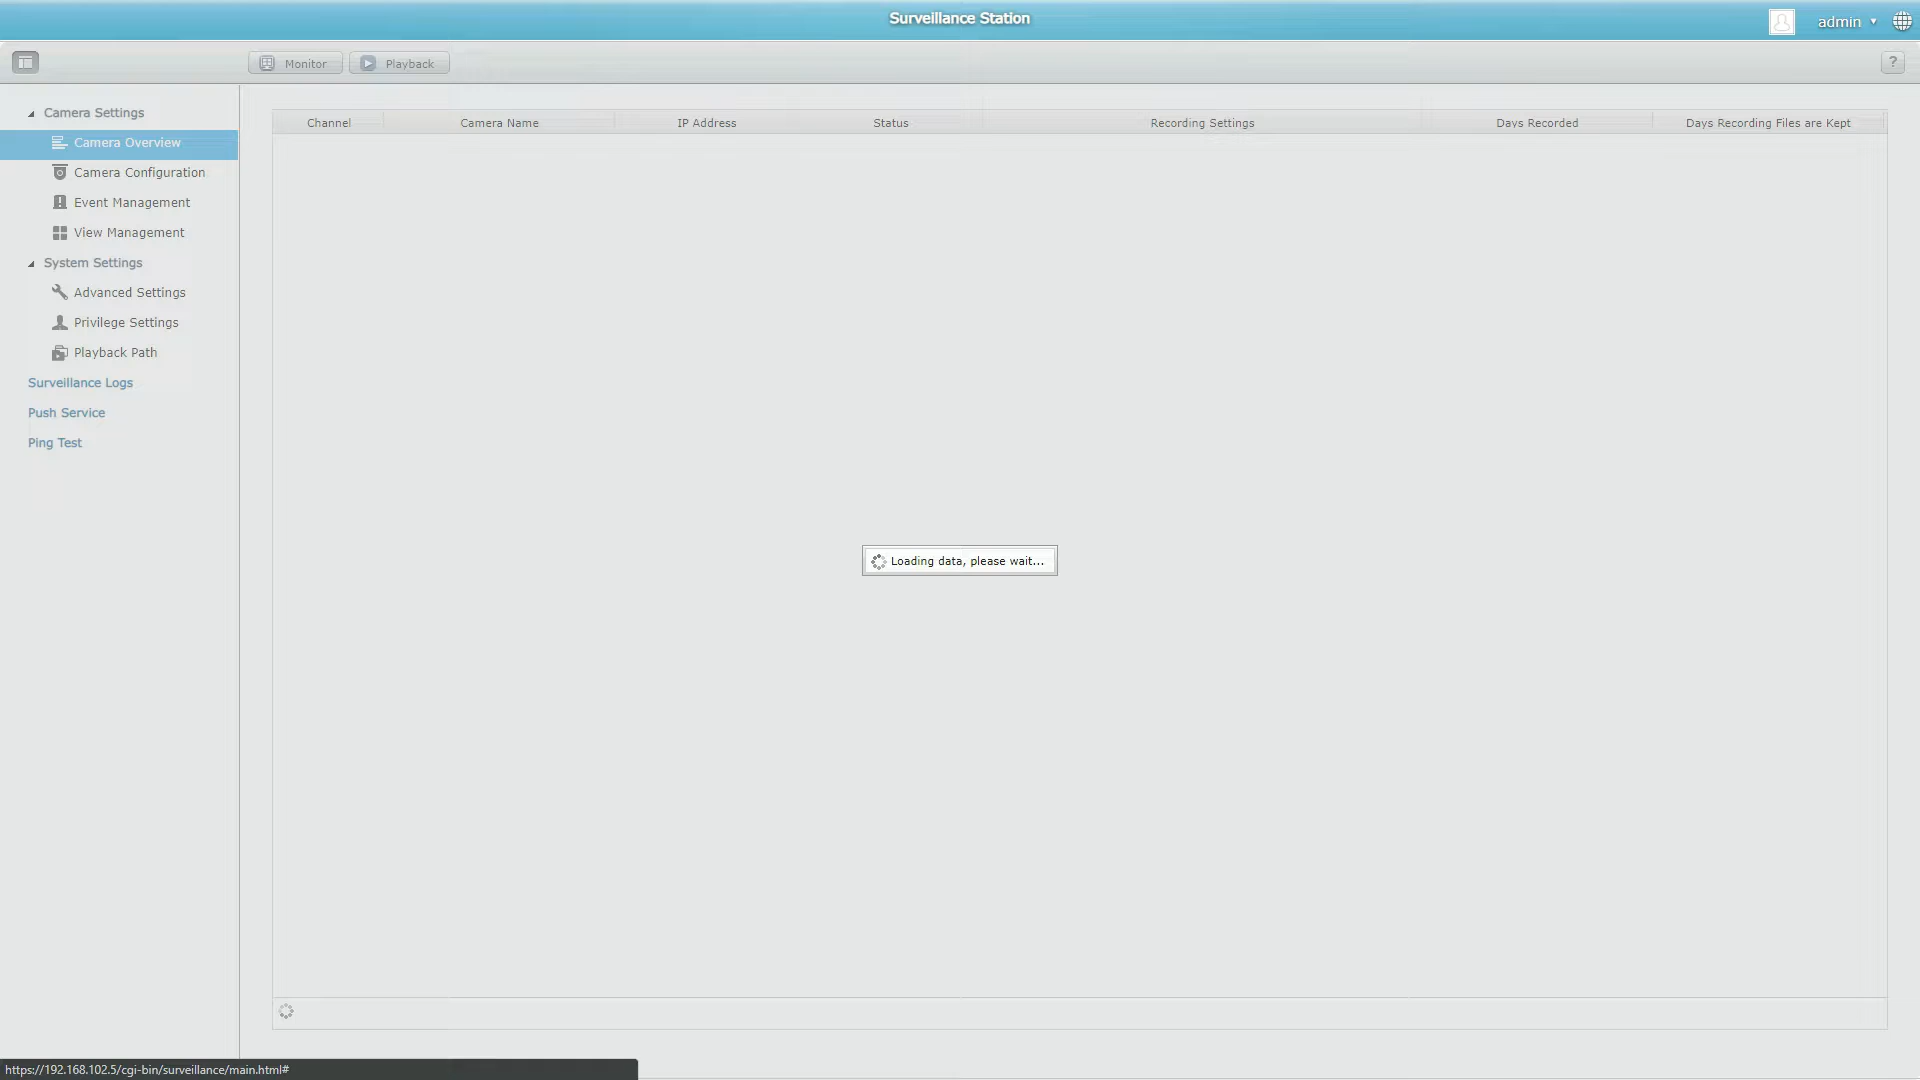 Surveillance Station
admin
Monitor
Playback
?
Camera Settings
Camera Overview
Camera Configuration
Event Management
View Management
System Settings
Advanced Settings
Privilege Settings
Playback Path
Surveillance Logs
Push Service
Ping Test
Channel Camera Name IP Address Status Recording Settings Days Recorded Days Recording Files are Kept
Loading data, please wait...
https://192.168.102.5/cgi-bin/surveillance/main.html#